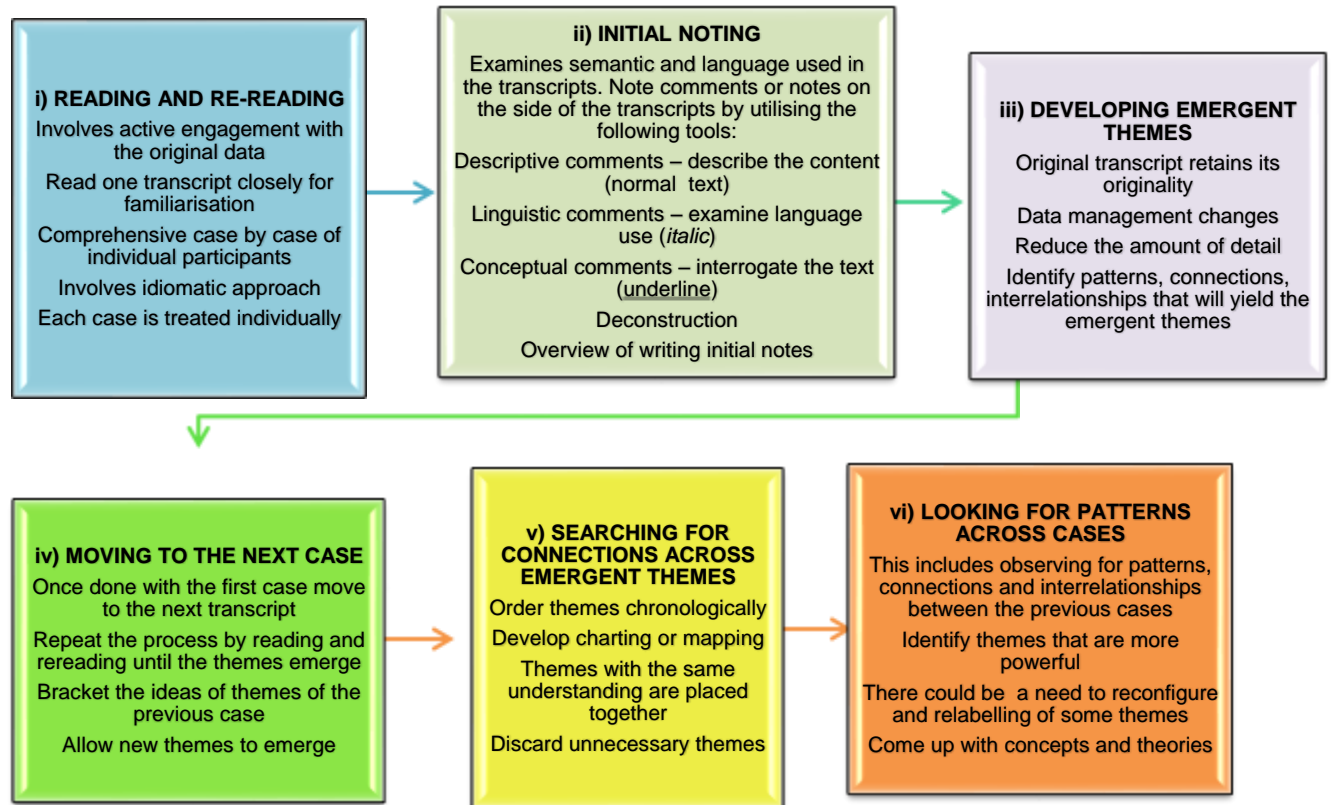 i) READING AND RE-READING
Involves active engagement with
the original data
Read one transcript closely for
familiarisation
Comprehensive case by case of
individual participants
Involves idiomatic approach
Each case is treated individually
ii) INITIAL NOTING
Examines semantic and language used in
the transcripts. Note comments or notes on
the side of the transcripts by utilising the
following tools:
Descriptive comments – describe the content
(normal text)
Linguistic comments – examine language
use (italic)
Conceptual comments – interrogate the text
(underline)
Deconstruction
Overview of writing initial notes
iii) DEVELOPING EMERGENT
THEMES
Original transcript retains its
originality
Data management changes
Reduce the amount of detail
Identify patterns, connections,
interrelationships that will yield the
emergent themes
iv) MOVING TO THE NEXT CASE
Once done with the first case move
to the next transcript
Repeat the process by reading and
rereading until the themes emerge
Bracket the ideas of themes of the
previous case
Allow new themes to emerge
v) SEARCHING FOR
CONNECTIONS ACROSS
EMERGENT THEMES
Order themes chronologically
Develop charting or mapping
Themes with the same
understanding are placed
together
Discard unnecessary themes
vi) LOOKING FOR PATTERNS
ACROSS CASES
This includes observing for patterns,
connections and interrelationships
between the previous cases
Identify themes that are more
powerful
There could be a need to reconfigure
and relabelling of some themes
Come up with concepts and theories